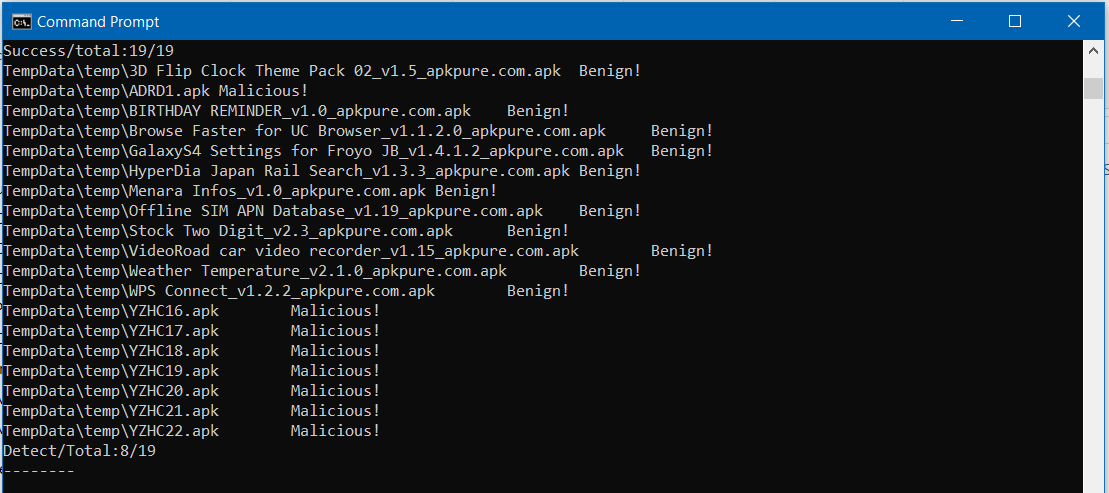 Command Prompt
Success/total:19/19
TempData\temp\3D Flip Clock Theme Pack 02_v1.5_apkpure.com.apk Benign!
TempData\temp\ADRD1.apk Malicious!
TempData\temp\BIRTHDAY REMINDER_v1.0_apkpure.com.apk Benign!
TempData\temp\Browse Faster for UC Browser_v1.1.2.0_apkpure.com.apk Benign!
TempData\temp\GalaxyS4 Settings for Froyo JB_v1.4.1.2_apkpure.com.apk Benign!
TempData\temp\HyperDia Japan Rail Search_v1.3.3_apkpure.com.apk Benign!
TempData\temp\Menara Infos_v1.0_apkpure.com.apk Benign!
TempData\temp\Offline SIM APN Database_v1.19_apkpure.com.apk Benign!
TempData\temp\Stock Two Digit_v2.3_apkpure.com.apk Benign!
TempData\temp\VideoRoad car video recorder_v1.15_apkpure.com.apk Benign!
TempData\temp\Weather Temperature_v2.1.0_apkpure.com.apk Benign!
TempData\temp\WPS Connect_v1.2.2_apkpure.com.apk Benign!
TempData\temp\YZHC16.apk Malicious!
TempData\temp\YZHC17.apk Malicious!
TempData\temp\YZHC18.apk Malicious!
TempData\temp\YZHC19.apk Malicious!
TempData\temp\YZHC20.apk Malicious!
TempData\temp\YZHC21.apk Malicious!
TempData\temp\YZHC22.apk Malicious!
Detect/Total:8/19
--------